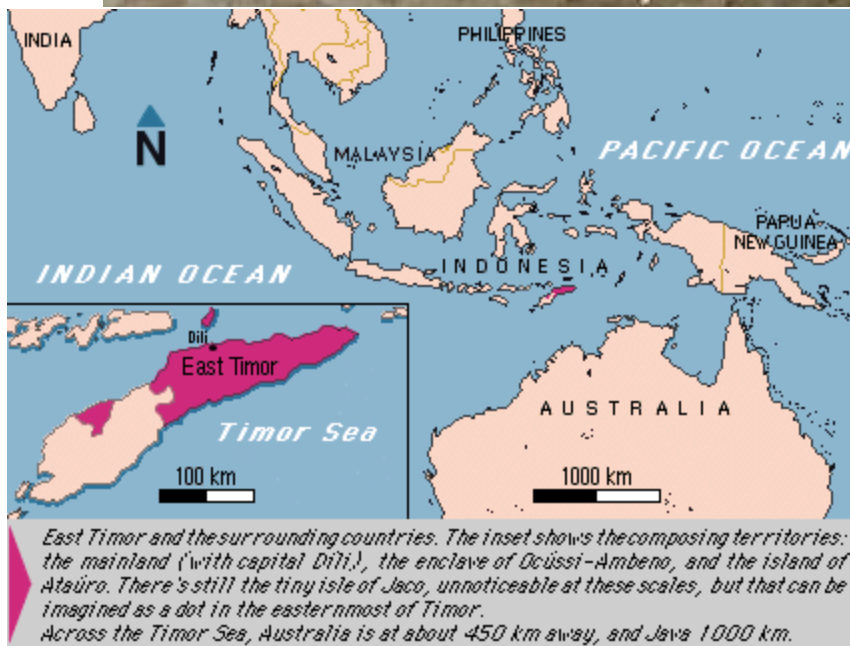 INDIA
PHILIPPINES
N
MALAYSIA
PACIFIC OCEAN
PAPUA
NEW GUINEA
INDONESIA
INDIAN OCEAN
Dili
East Timor
AUSTRALIA
Timor Sea
100 km
1000 km
East Timor and the surrounding countries. The inset shows the composing territories:
the mainland (with capital Dili,), the enclave of Ocússi-Ambeno, and the island of
Ataúro. There's still the tiny isle of Jaco, unnoticeable at these scales, but that can be
imagined as a dot in the easternmost of Timor.
Across the Timor Sea, Australia is at about 450 km away, and Java 1000 km.